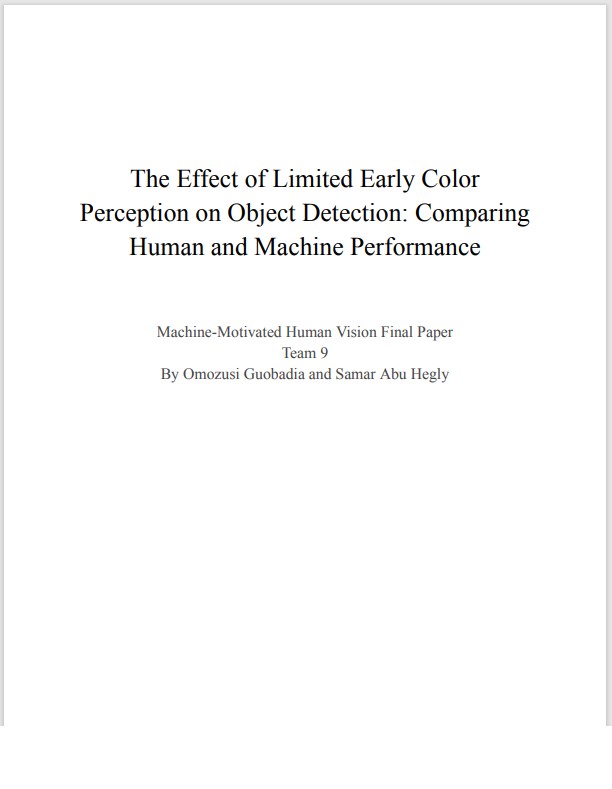 The Effect of Limited Early Color
Perception on Object Detection: Comparing
Human and Machine Performance
Machine-Motivated Human Vision Final Paper
Team 9
By Omozusi Guobadia and Samar Abu Hegly